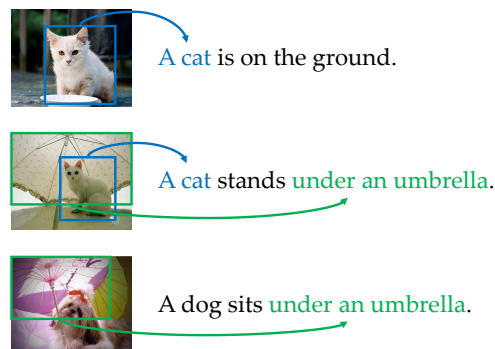 A cat is on the ground.
A cat stands under an umbrella.
A dog sits under an umbrella.